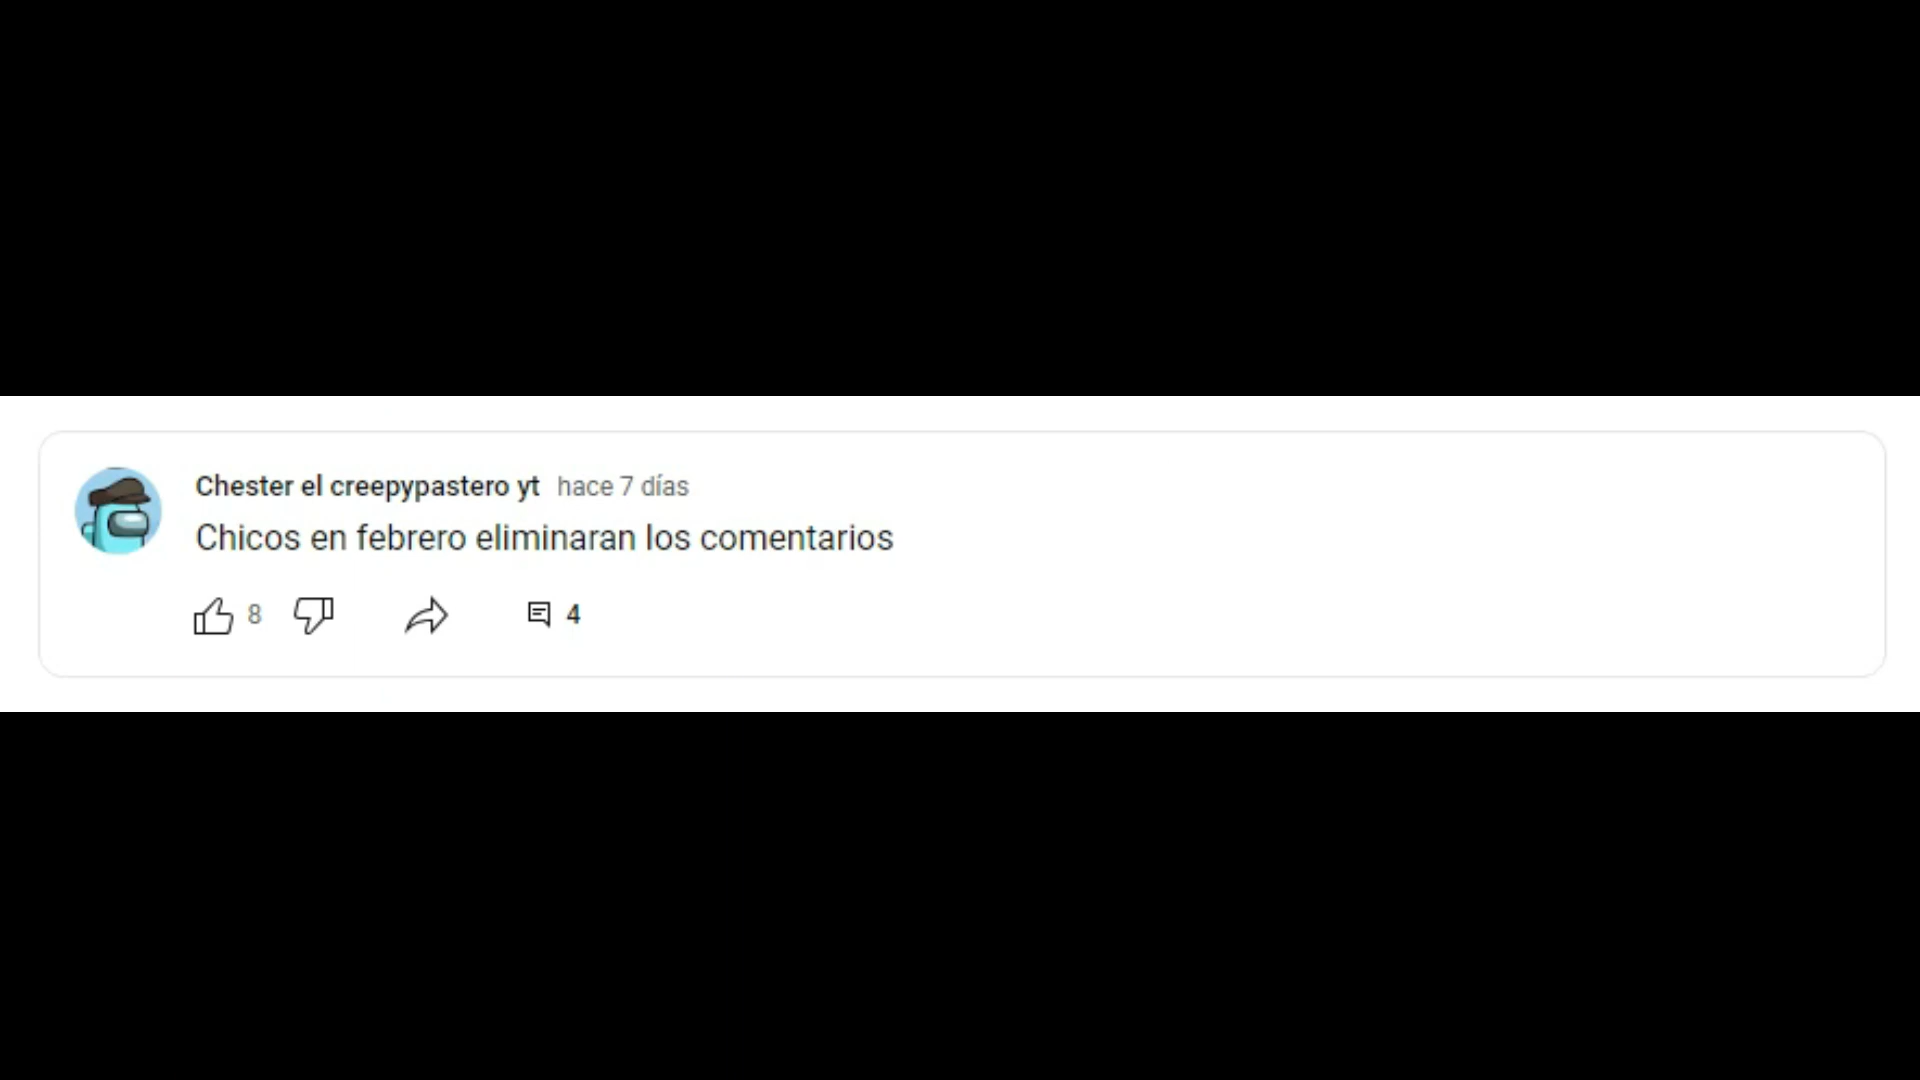 Chester el creepypastero yt hace 7 días
Chicos en febrero eliminaran los comentarios
8 4